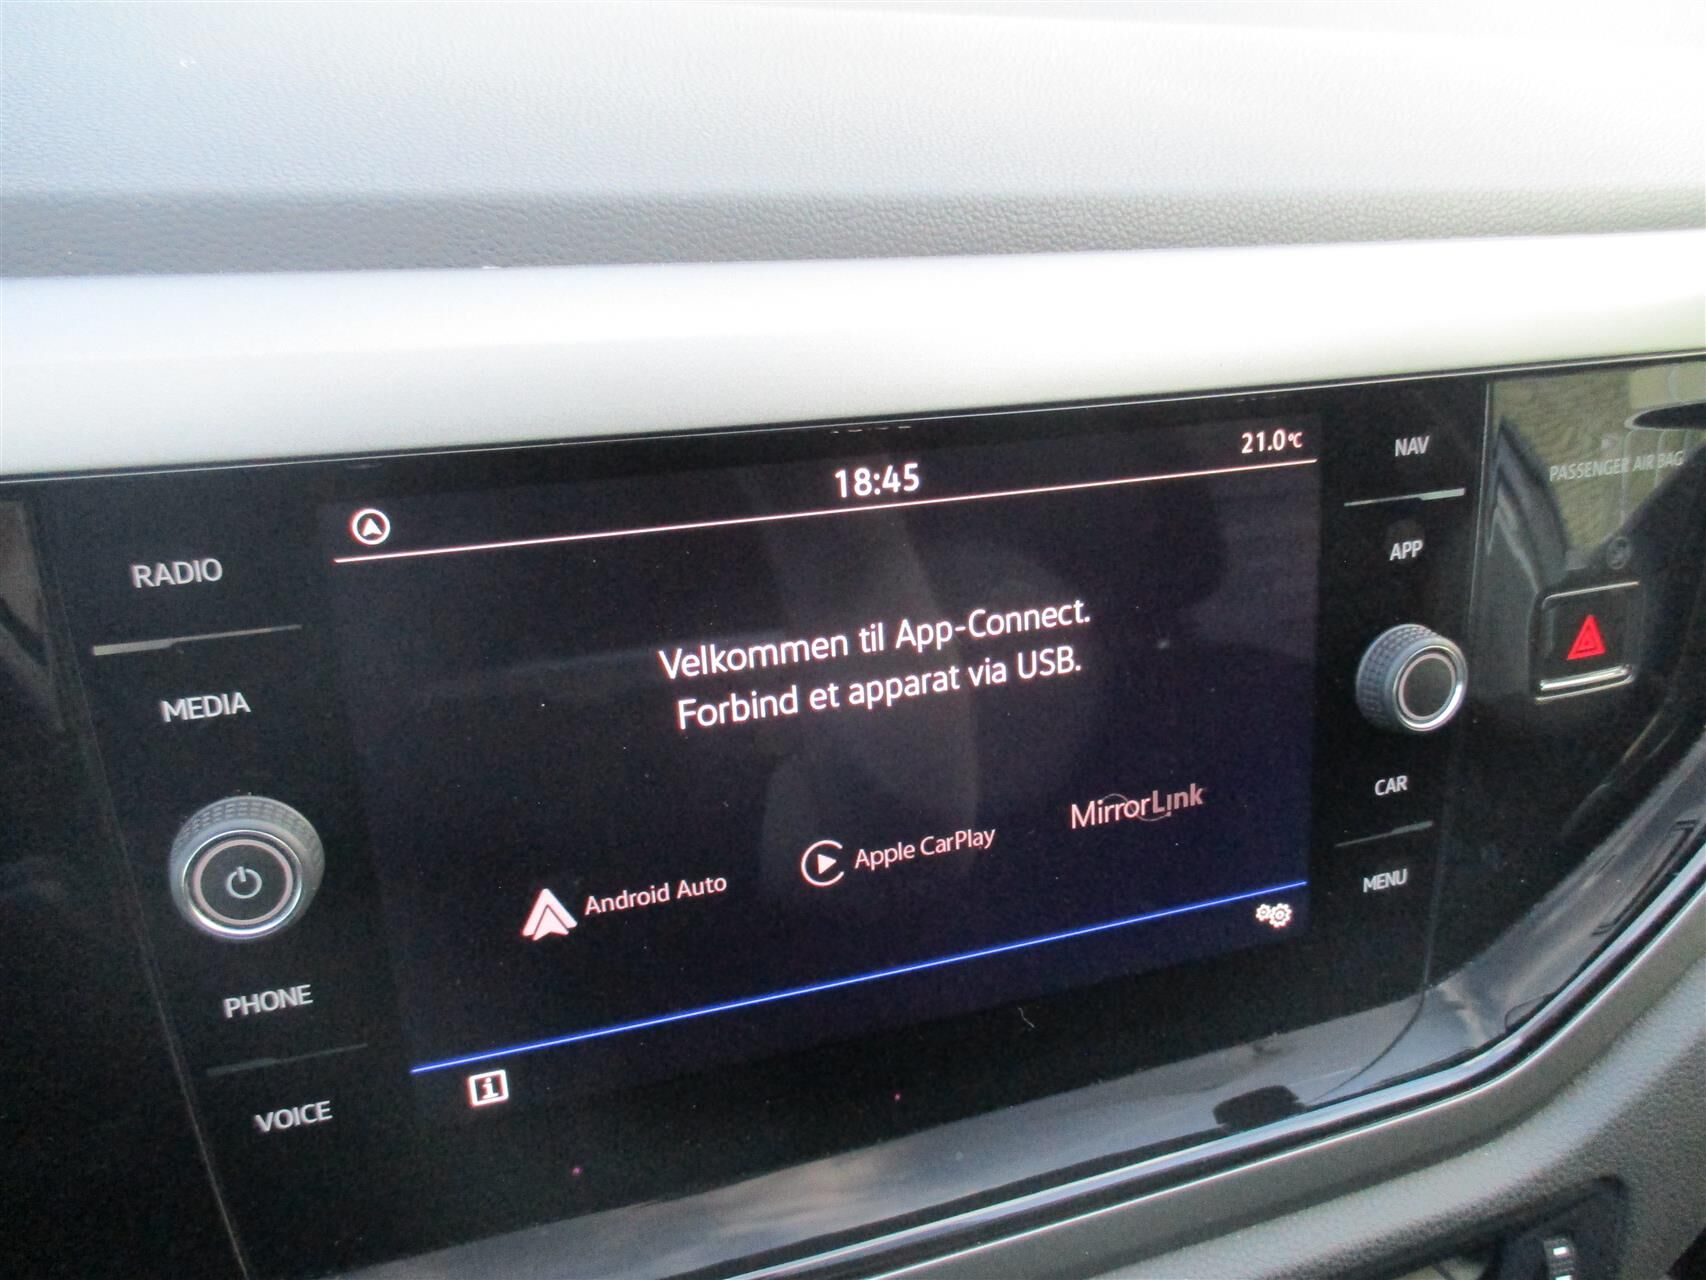 18:45
21.0°C
NAV
PASSENGER AIR BAG
RADIO
APP
Velkommen til App-Connect.
Forbind et apparat via USB.
MEDIA
CAR
MirrorLink
Apple CarPlay
Android Auto
MENU
PHONE
VOICE